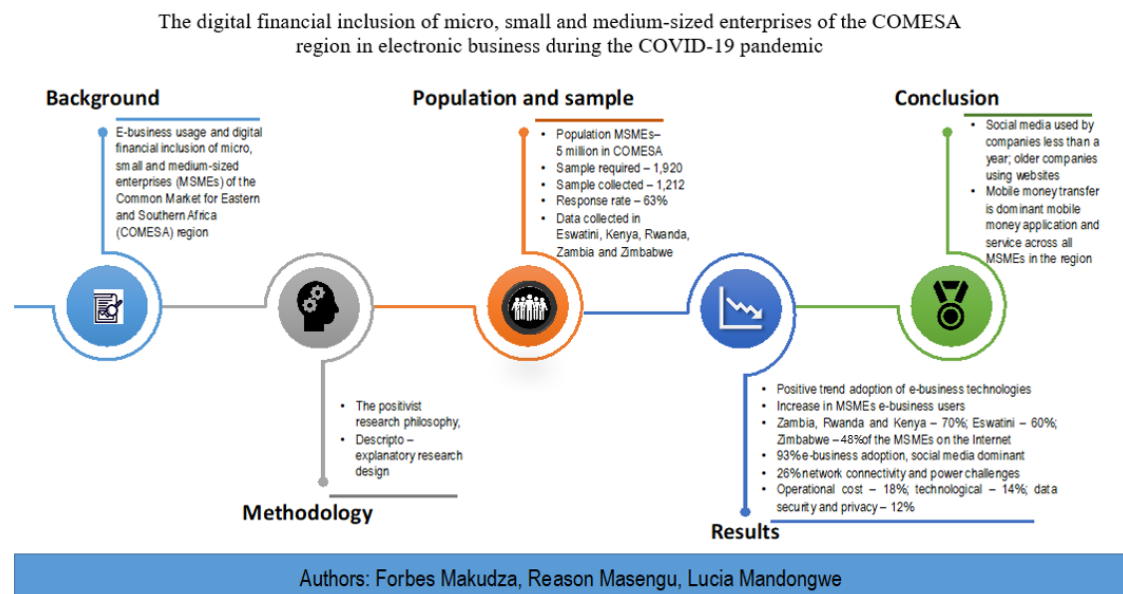 The digital financial inclusion of micro, small and medium-sized enterprises of the COMESA
region in electronic business during the COVID-19 pandemic
Background
E-business usage and digital
financial inclusion of micro,
small and medium-sized
enterprises (MSMEs) of the
Common Market for Eastern
and Southern Africa
(COMESA) region
Methodology
• The positivist
research philosophy,
• Descripto –
explanatory research
design
Population and sample
• Population MSMEs–
5 million in COMESA
• Sample required – 1,920
• Sample collected – 1,212
• Response rate – 63%
• Data collected in
Eswatini, Kenya, Rwanda,
Zambia and Zimbabwe
Results
• Positive trend adoption of e-business technologies
• Increase in MSMEs e-business users
• Zambia, Rwanda and Kenya – 70%; Eswatini – 60%;
Zimbabwe – 48% of the MSMEs on the Internet
• 93% e-business adoption, social media dominant
• 26% network connectivity and power challenges
• Operational cost – 18%; technological – 14%; data
security and privacy – 12%
Conclusion
• Social media used by
companies less than a
year; older companies
using websites
• Mobile money transfer
is dominant mobile
money application and
service across all
MSMEs in the region
Authors: Forbes Makudza, Reason Masengu, Lucia Mandongwe